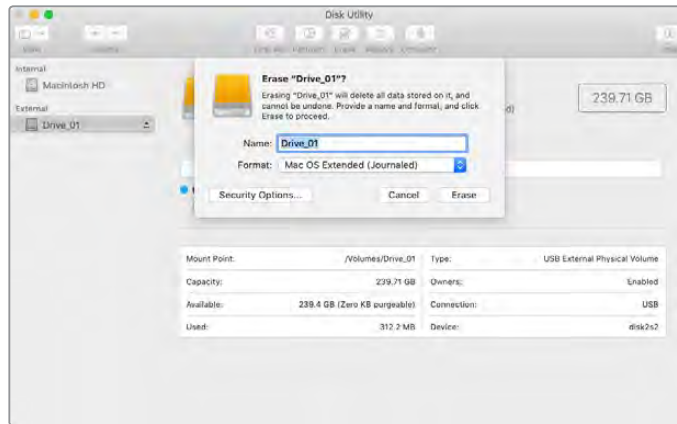 Disk Utility
Internal
Macintosh HD
External
Drive_01
Erase "Drive_01"?
Erasing "Drive_01" will delete all data stored on it, and
cannot be undone. Provide a name and format, and click
Erase to proceed.
239.71 GB
Name: Drive_01
Format: Mac OS Extended (Journaled)
Security Options... Cancel Erase
Mount Point: /Volumes/Drive_01 Type: USB External Physical Volume
Capacity: 239.71 GB Owners: Enabled
Available: 239.4 GB (Zero KB purgeable) Connection: USB
Used: 312.2 MB Device: disk2s2